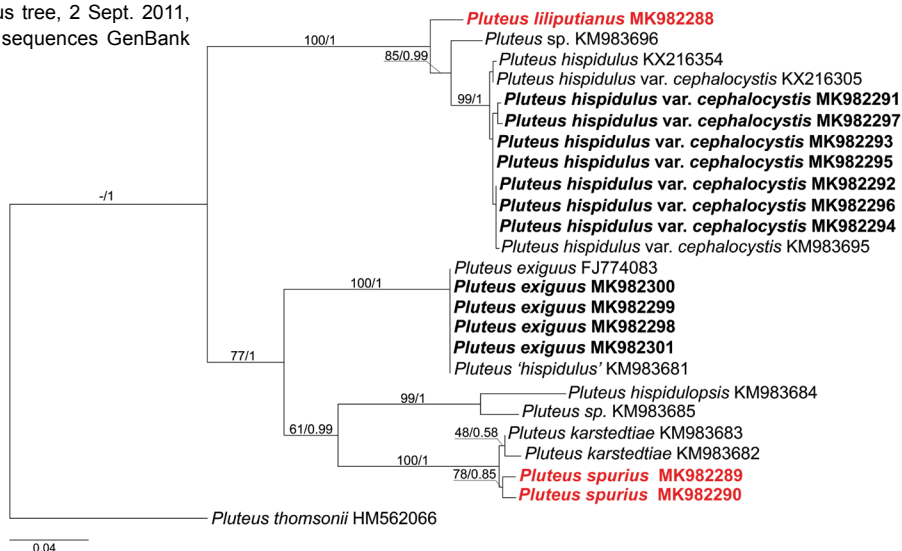 us tree, 2 Sept. 2011,
sequences GenBank
Pluteus liliputianus MK982288
100/1
Pluteus sp. KM983696
85/0.99
Pluteus hispidulus KX216354
Pluteus hispidulus var. cephalocystis KX216305
99/1
Pluteus hispidulus var. cephalocystis MK982291
Pluteus hispidulus var. cephalocystis MK982297
Pluteus hispidulus var. cephalocystis MK982293
Pluteus hispidulus var. cephalocystis MK982295
Pluteus hispidulus var. cephalocystis MK982292
-/1
Pluteus hispidulus var. cephalocystis MK982296
Pluteus hispidulus var. cephalocystis MK982294
Pluteus hispidulus var. cephalocystis KM983695
Pluteus exiguus FJ774083
100/1
Pluteus exiguus MK982300
Pluteus exiguus MK982299
Pluteus exiguus MK982298
Pluteus exiguus MK982301
77/1
Pluteus 'hispidulus' KM983681
Pluteus hispidulopsis KM983684
99/1
Pluteus sp. KM983685
61/0.99
48/0.58
Pluteus karstedtiae KM983683
Pluteus karstedtiae KM983682
100/1
78/0.85
Pluteus spurius MK982289
Pluteus spurius MK982290
Pluteus thomsonii HM562066
0.04